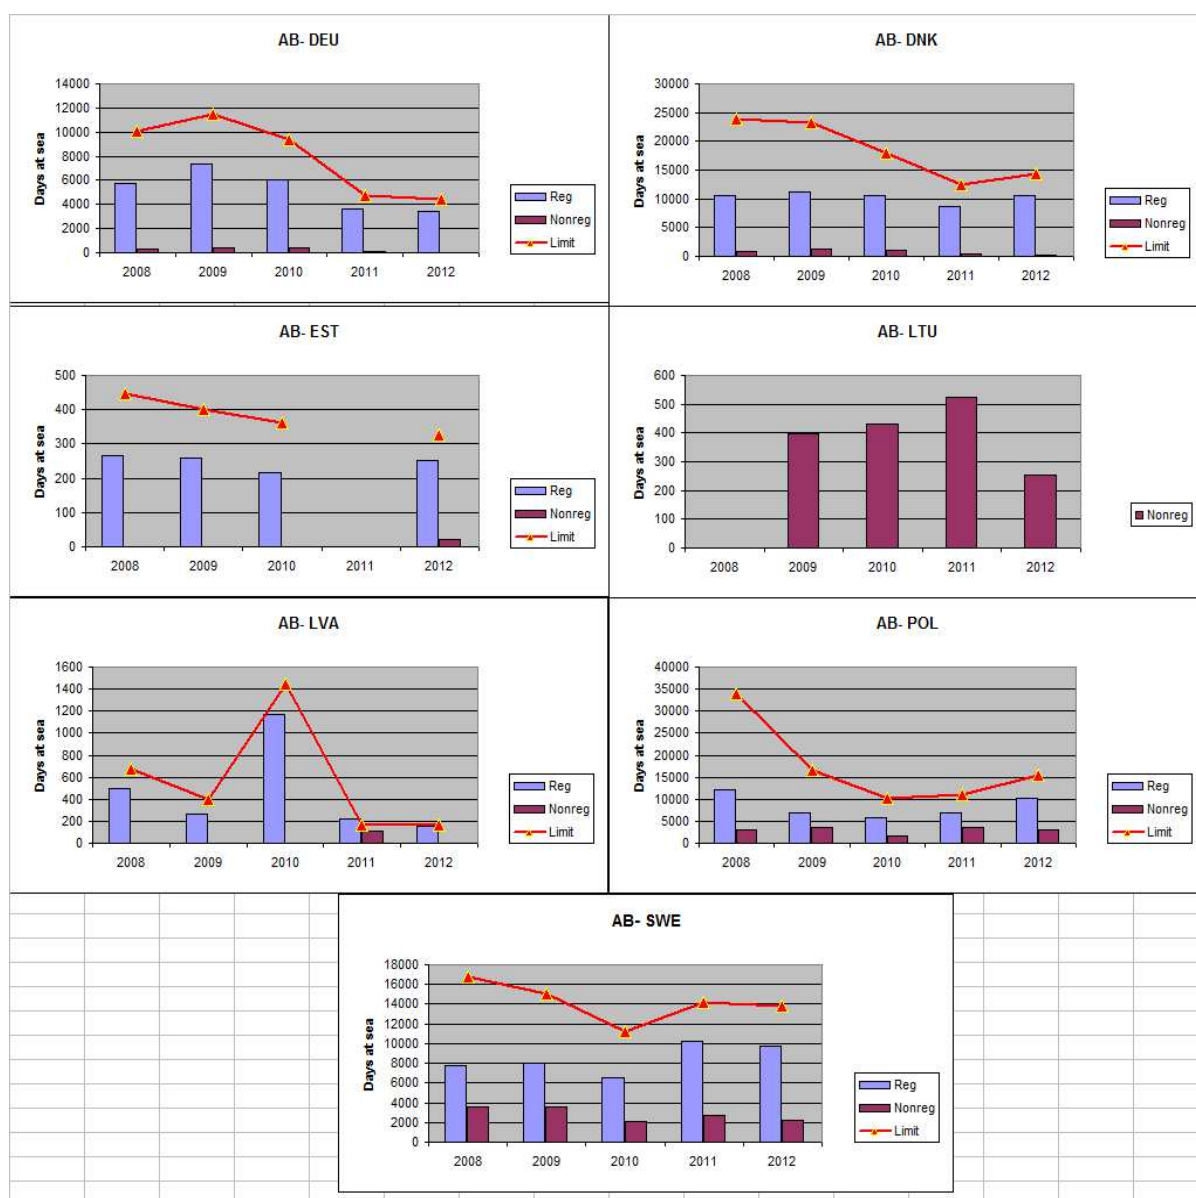 AB- DEU
14000
12000
10000
8000
6000
4000
2000
0
Days at sea
2008 2009 2010 2011 2012
Reg
Nonreg
Limit
AB- DNK
30000
25000
20000
15000
10000
5000
0
Days at sea
2008 2009 2010 2011 2012
Reg
Nonreg
Limit
AB- EST
500
400
300
200
100
0
Days at sea
2008 2009 2010 2011 2012
Reg
Nonreg
Limit
AB- LTU
600
500
400
300
200
100
0
Days at sea
2008 2009 2010 2011 2012
Nonreg
AB- LVA
1600
1400
1200
1000
800
600
400
200
0
Days at sea
2008 2009 2010 2011 2012
Reg
Nonreg
Limit
AB- POL
40000
35000
30000
25000
20000
15000
10000
5000
0
Days at sea
2008 2009 2010 2011 2012
Reg
Nonreg
Limit
AB- SWE
18000
16000
14000
12000
10000
8000
6000
4000
2000
0
Days at sea
2008 2009 2010 2011 2012
Reg
Nonreg
Limit